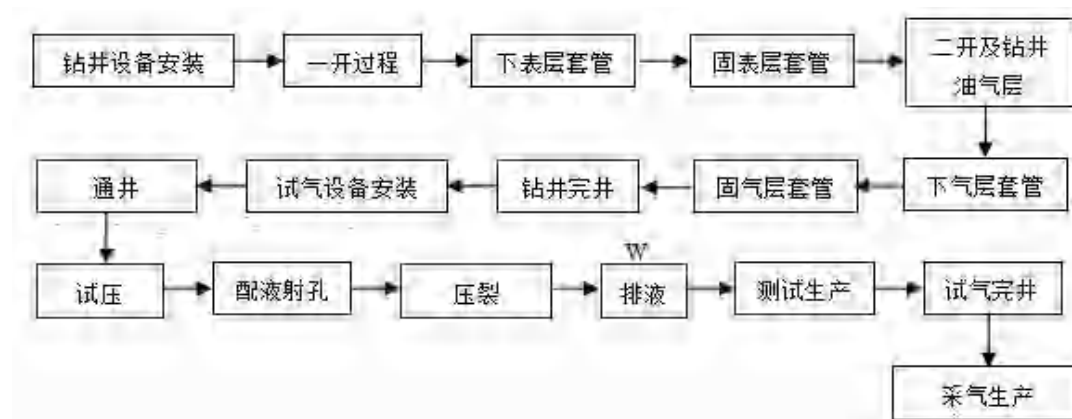 钻井设备安装
一开过程
下表层套管
固表层套管
二开及钻井
油气层
下气层套管
固气层套管
钻井完井
试气设备安装
通井
试压
配液射孔
压裂
W
排液
测试生产
试气完井
采气生产